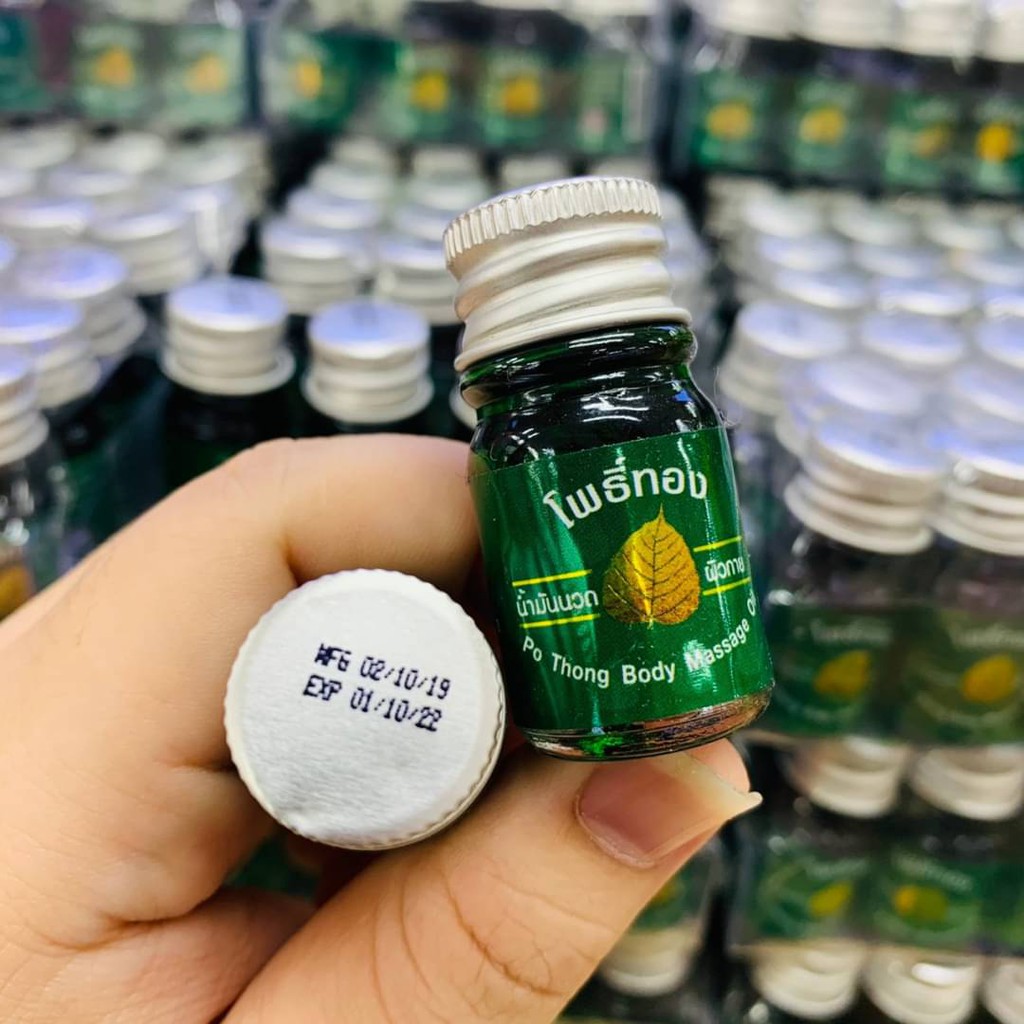 โพธิ์ทอง
น้ำมันนวด ผิวกาย
Po Thong Body Massage Oil
MFG 02/10/19
EXP 01/10/22